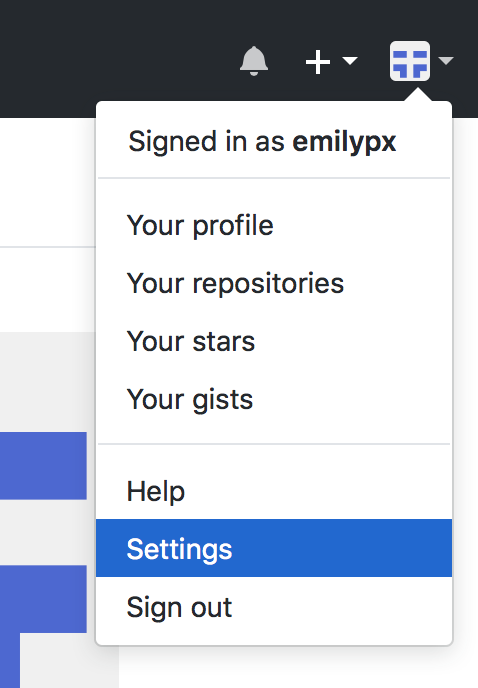 Signed in as emilypx
Your profile
Your repositories
Your stars
Your gists
Help
Settings
Sign out